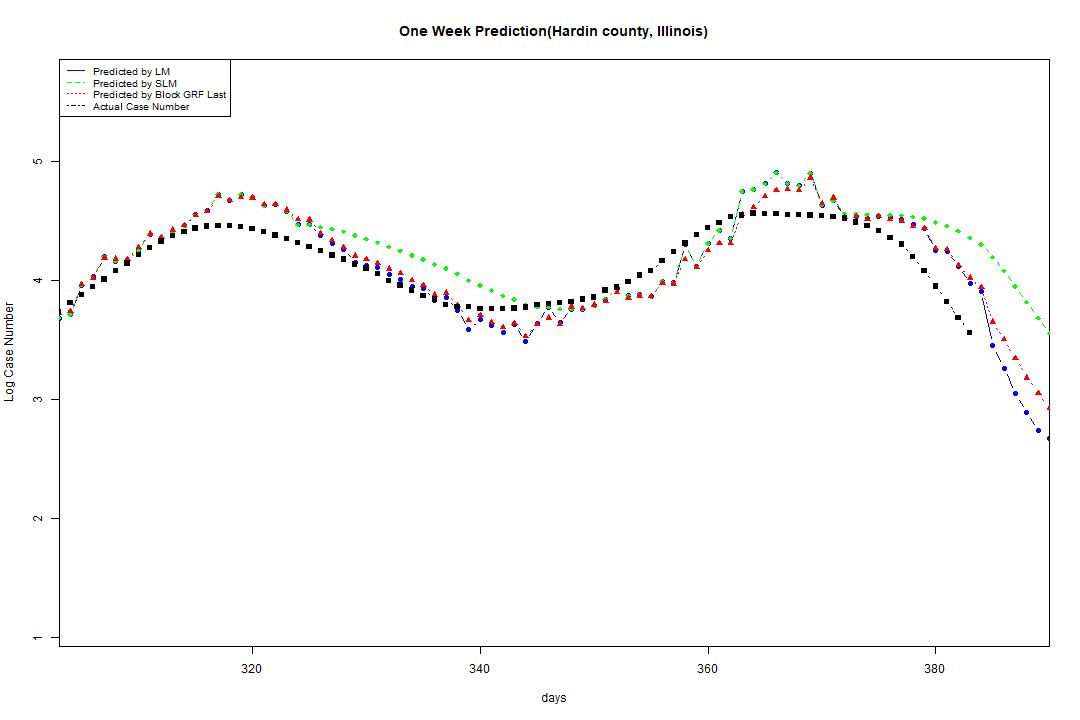 One Week Prediction(Hardin county, Illinois)
Predicted by LM
Predicted by SLM
Predicted by Block GRF Last
Actual Case Number
5
4
3
2
1
Log Case Number
320 340 360 380
days